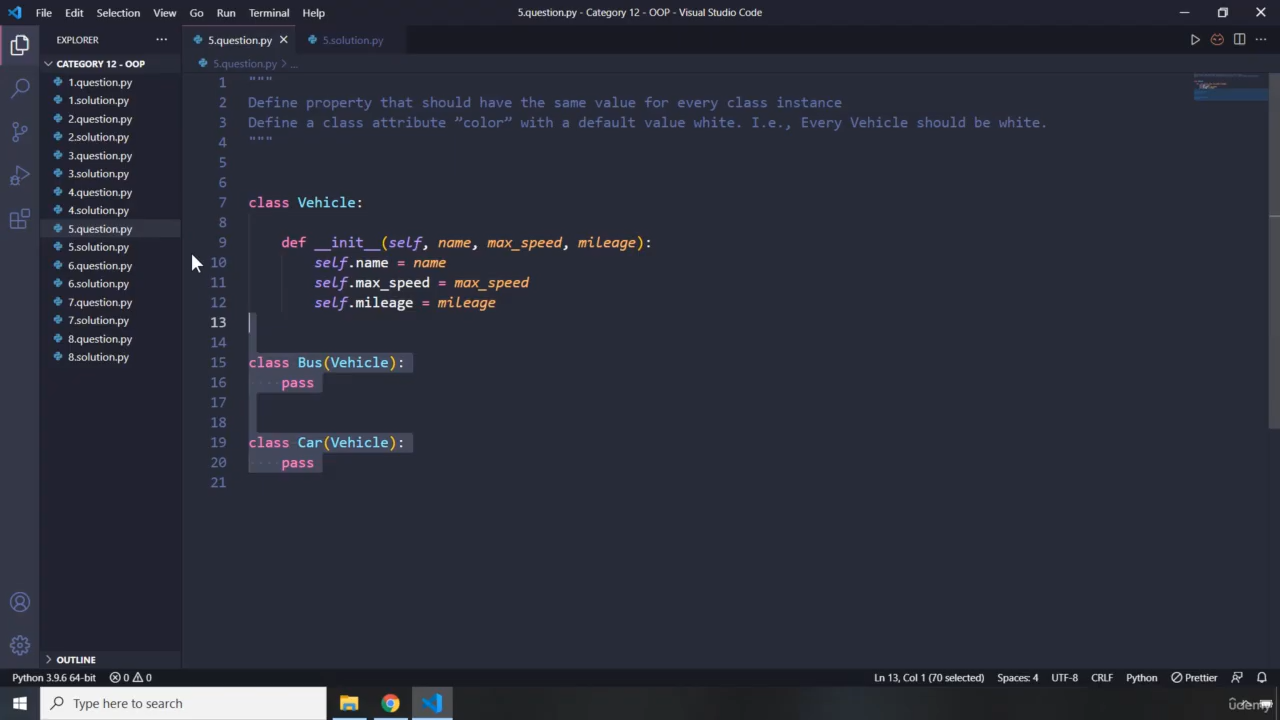 File Edit Selection View Go Run Terminal Help 5.question.py - Category 12 - OOP - Visual Studio Code
EXPLORER
5.question.py
5.solution.py
CATEGORY 12 - OOP
1.question.py
1.solution.py
2.question.py
2.solution.py
3.question.py
3.solution.py
4.question.py
4.solution.py
5.question.py
5.solution.py
6.question.py
6.solution.py
7.question.py
7.solution.py
8.question.py
8.solution.py
OUTLINE
5.question.py > ...
1 """
2 Define property that should have the same value for every class instance
3 Define a class attribute ”color” with a default value white. I.e., Every Vehicle should be white.
4 """
5
6
7 class Vehicle:
8
9 def __init__(self, name, max_speed, mileage):
10 self.name = name
11 self.max_speed = max_speed
12 self.mileage = mileage
13
14
15 class Bus(Vehicle):
16 pass
17
18
19 class Car(Vehicle):
20 pass
21
Python 3.9.6 64-bit 0 0 Ln 13, Col 1 (70 selected) Spaces: 4 UTF-8 CRLF Python Prettier
Type here to search
udemy